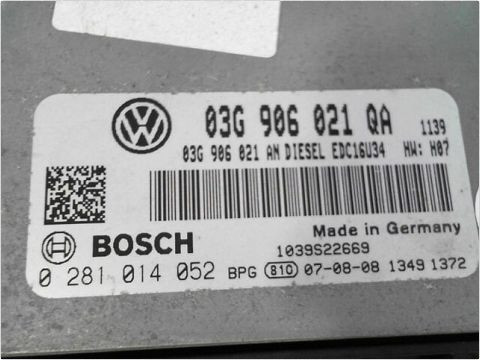 03G 906 021 QA 1139
03G 906 021 AN DIESEL EDC16U34 HW: H07
Made in Germany
BOSCH 1039S22669
0 281 014 052 BPG 810 07-08-08 1349 1372